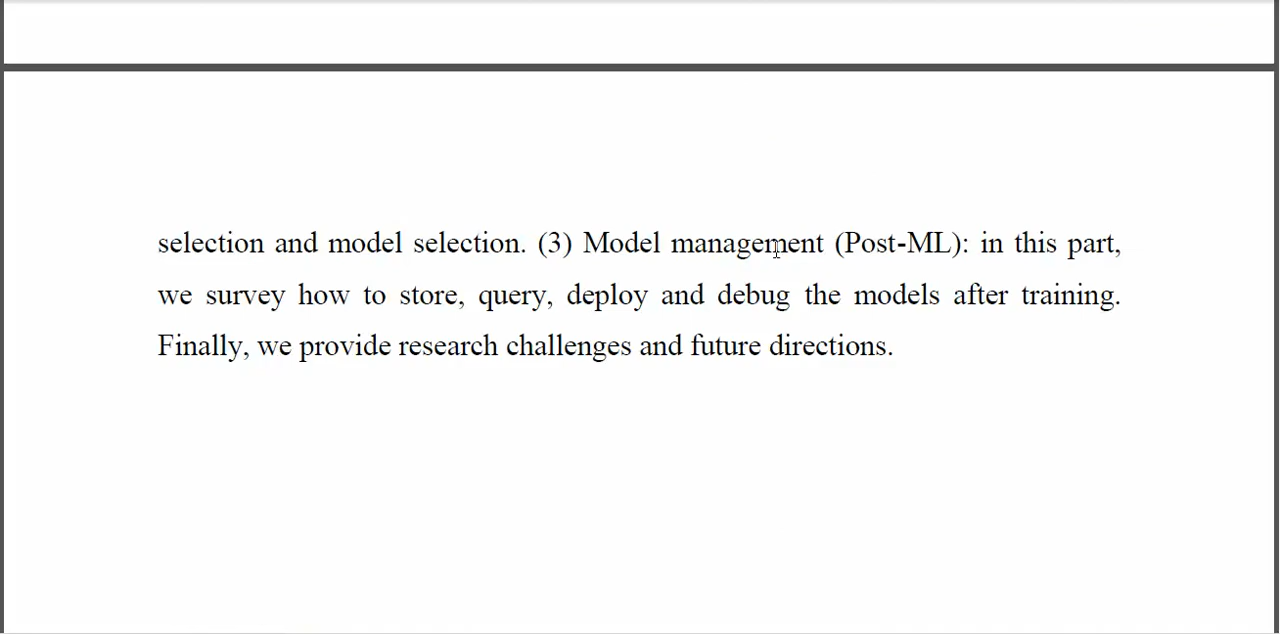 selection and model selection. (3) Model management (Post-ML): in this part,
we survey how to store, query, deploy and debug the models after training.
Finally, we provide research challenges and future directions.